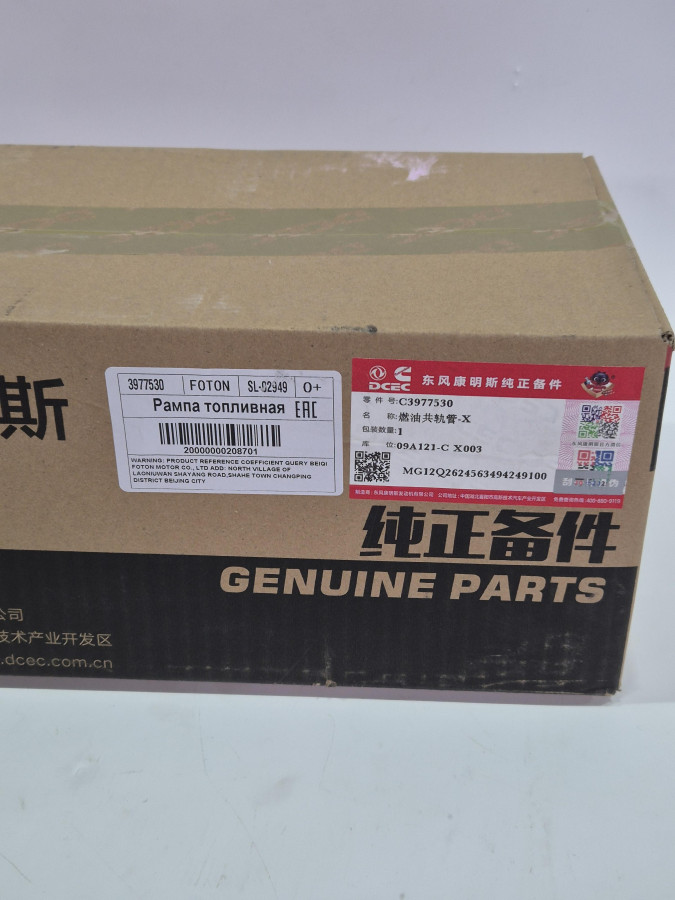 斯
3977530 FOTON SL-02949 O+
Рампа топливная EAC
20000000208701
WARNING: PRODUCT REFERENCE COEFFICIENT QUERY BEIQI
FOTON MOTOR CO., LTD ADD: NORTH VILLAGE OF
LAONIUWAN SHAYANG ROAD,SHAHE TOWN CHANGPING
DISTRICT BEIJING CITY
DCEC 东风康明斯纯正备件
零 件 号:C3977530
名 称:燃油共轨管-X
包装数量:1
库 位:09A121-C X003
MG12Q2624563494249100
纯正备件
GENUINE PARTS
公司
技术产业开发区
.dcec.com.cn